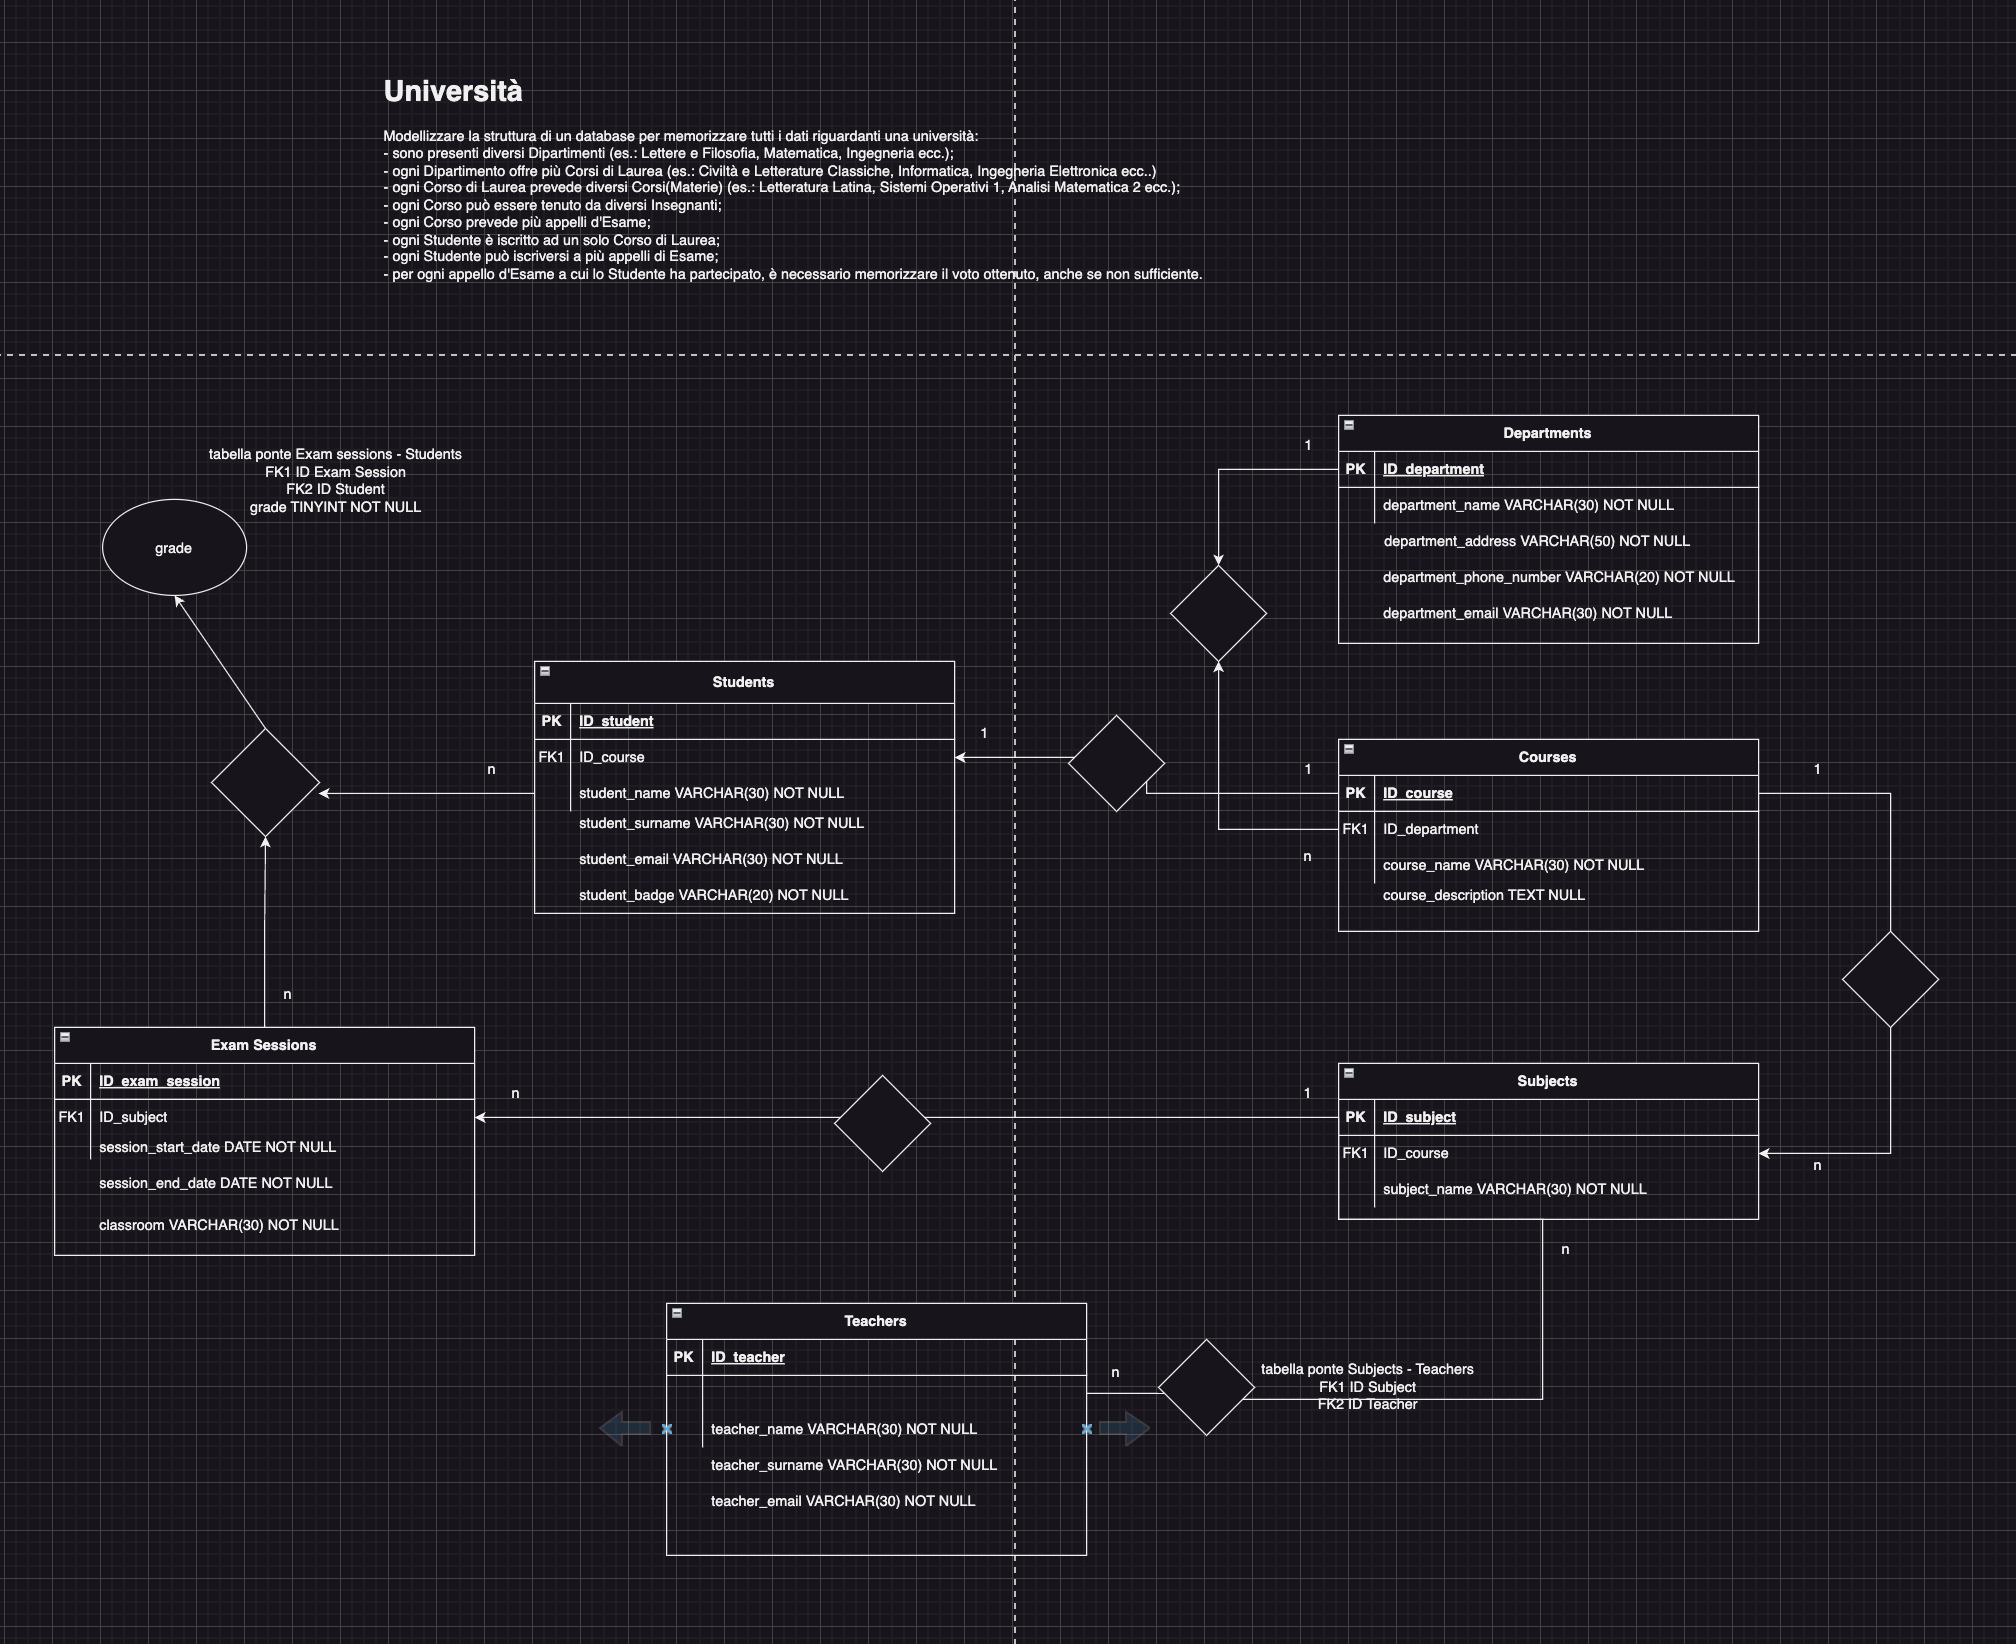 Università
Modellizzare la struttura di un database per memorizzare tutti i dati riguardanti una università:
- sono presenti diversi Dipartimenti (es.: Lettere e Filosofia, Matematica, Ingegneria ecc.);
- ogni Dipartimento offre più Corsi di Laurea (es.: Civiltà e Letterature Classiche, Informatica, Ingegneria Elettronica ecc..)
- ogni Corso di Laurea prevede diversi Corsi(Materie) (es.: Letteratura Latina, Sistemi Operativi 1, Analisi Matematica 2 ecc.);
- ogni Corso può essere tenuto da diversi Insegnanti;
- ogni Corso prevede più appelli d'Esame;
- ogni Studente è iscritto ad un solo Corso di Laurea;
- ogni Studente può iscriversi a più appelli di Esame;
- per ogni appello d'Esame a cui lo Studente ha partecipato, è necessario memorizzare il voto ottenuto, anche se non sufficiente.
tabella ponte Exam sessions - Students
FK1 ID Exam Session
FK2 ID Student
grade TINYINT NOT NULL
grade
n
n
Students
PK ID_student
FK1 ID_course
student_name VARCHAR(30) NOT NULL
student_surname VARCHAR(30) NOT NULL
student_email VARCHAR(30) NOT NULL
student_badge VARCHAR(20) NOT NULL
1
1
Departments
PK ID_department
department_name VARCHAR(30) NOT NULL
department_address VARCHAR(50) NOT NULL
department_phone_number VARCHAR(20) NOT NULL
department_email VARCHAR(30) NOT NULL
1
n
Courses
PK ID_course
FK1 ID_department
course_name VARCHAR(30) NOT NULL
course_description TEXT NULL
1
Exam Sessions
PK ID_exam_session
FK1 ID_subject
session_start_date DATE NOT NULL
session_end_date DATE NOT NULL
classroom VARCHAR(30) NOT NULL
n
1
Subjects
PK ID_subject
FK1 ID_course
subject_name VARCHAR(30) NOT NULL
n
n
Teachers
PK ID_teacher
teacher_name VARCHAR(30) NOT NULL
teacher_surname VARCHAR(30) NOT NULL
teacher_email VARCHAR(30) NOT NULL
n
tabella ponte Subjects - Teachers
FK1 ID Subject
FK2 ID Teacher